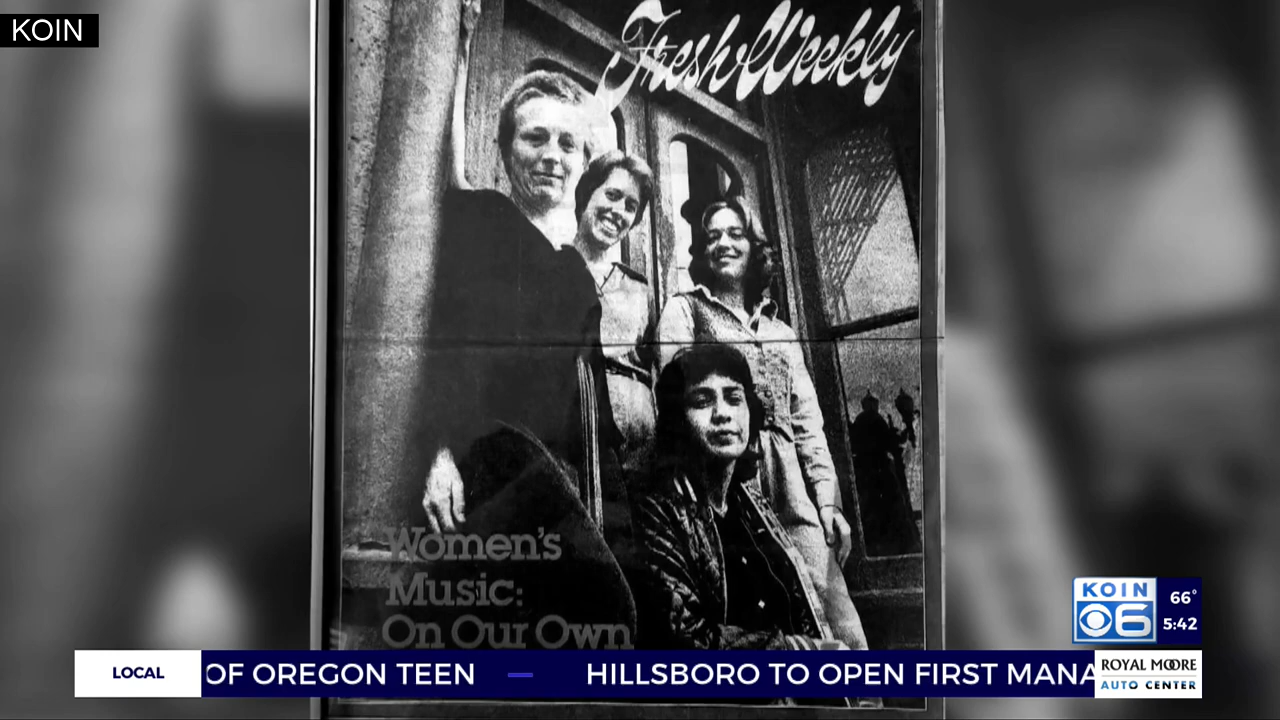 KOIN
Fresh Weekly
Women's
Music:
On Our Own
KOIN
6
66°
5:42
LOCAL
OF OREGON TEEN — HILLSBORO TO OPEN FIRST MANA
ROYAL MOORE
AUTO CENTER